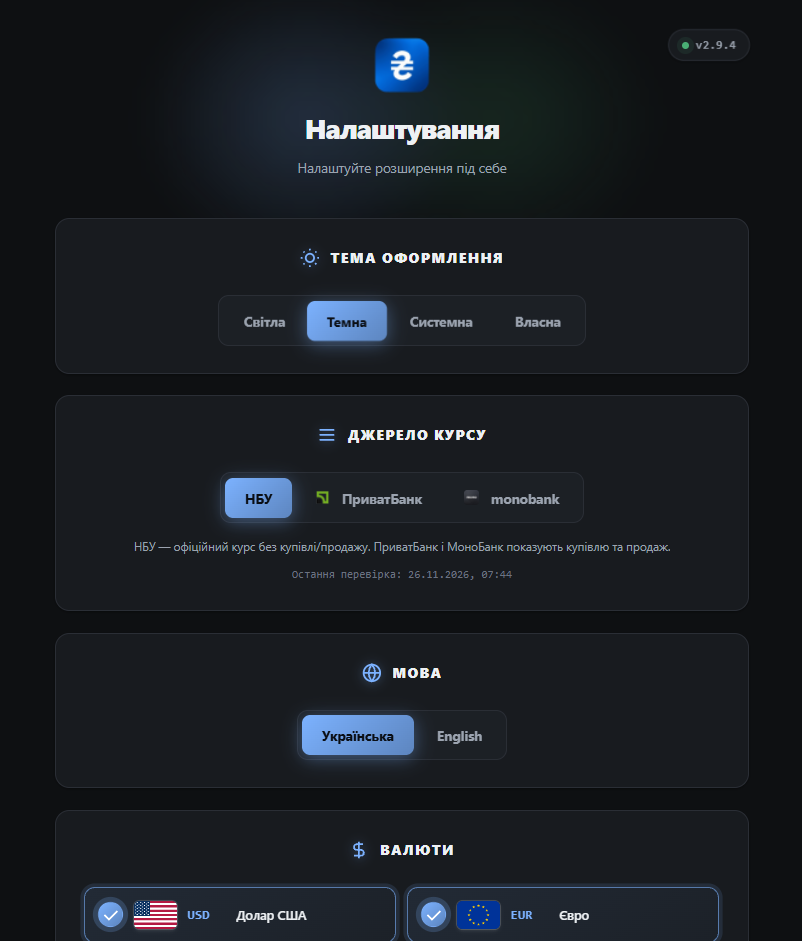 ₴
v2.9.4
Налаштування
Налаштуйте розширення під себе
ТЕМА ОФОРМЛЕННЯ
Світла Темна Системна Власна
ДЖЕРЕЛО КУРСУ
НБУ ПриватБанк monobank
НБУ — офіційний курс без купівлі/продажу. ПриватБанк і МоноБанк показують купівлю та продаж.
Остання перевірка: 26.11.2026, 07:44
МОВА
Українська English
$ ВАЛЮТИ
USD Долар США EUR Євро